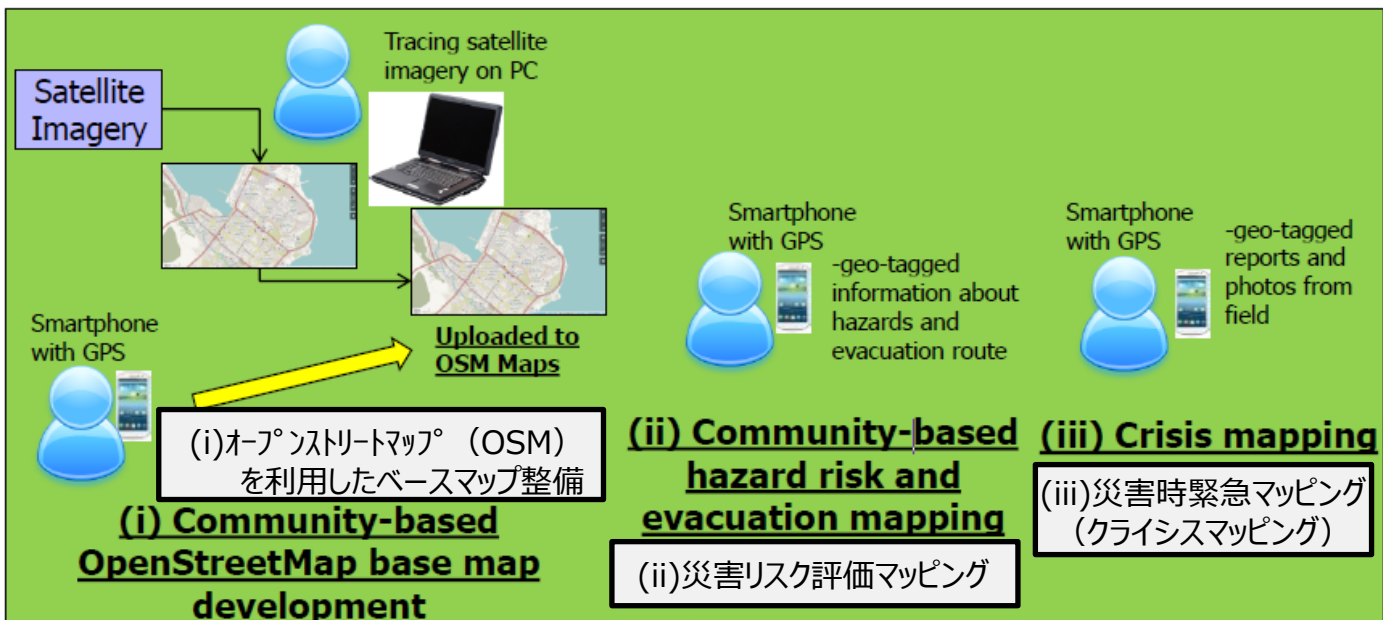 Satellite
Imagery
Tracing satellite
imagery on PC
Smartphone
with GPS
Uploaded to
OSM Maps
(i)ｵｰﾌﾟﾝｽﾄﾘｰﾄﾏｯﾌﾟ （OSM）
を利用したベースマップ整備
(i) Community-based
OpenStreetMap base map
development
Smartphone
with GPS
-geo-tagged
information about
hazards and
evacuation route
(ii) Community-based
hazard risk and
evacuation mapping
(ii)災害リスク評価マッピング
Smartphone
with GPS
-geo-tagged
reports and
photos from
field
(iii) Crisis mapping
(iii)災害時緊急マッピング
（クライシスマッピング）